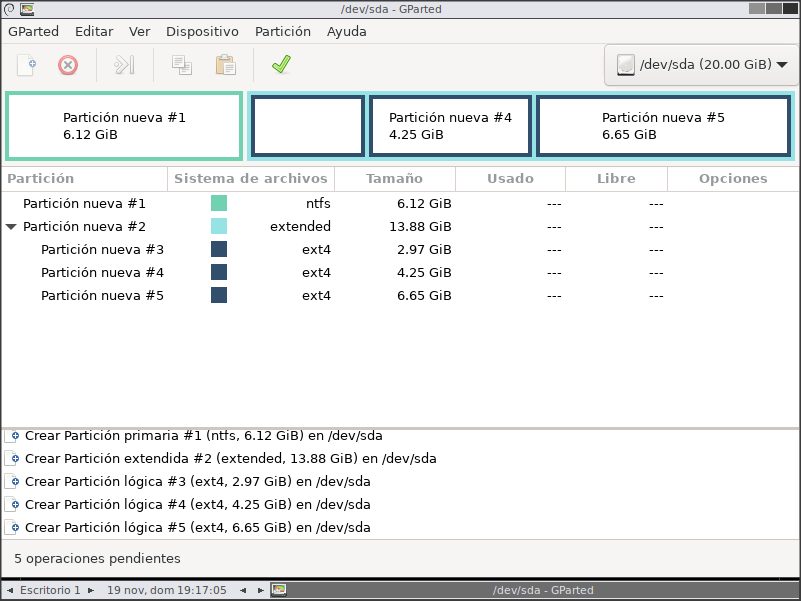 /dev/sda - GParted
GParted Editar Ver Dispositivo Partición Ayuda
/dev/sda (20.00 GiB)
Partición nueva #1
6.12 GiB
Partición nueva #4
4.25 GiB
Partición nueva #5
6.65 GiB
Partición Sistema de archivos Tamaño Usado Libre Opciones
Partición nueva #1 ntfs 6.12 GiB --- ---
Partición nueva #2 extended 13.88 GiB --- ---
Partición nueva #3 ext4 2.97 GiB --- ---
Partición nueva #4 ext4 4.25 GiB --- ---
Partición nueva #5 ext4 6.65 GiB --- ---
Crear Partición primaria #1 (ntfs, 6.12 GiB) en /dev/sda
Crear Partición extendida #2 (extended, 13.88 GiB) en /dev/sda
Crear Partición lógica #3 (ext4, 2.97 GiB) en /dev/sda
Crear Partición lógica #4 (ext4, 4.25 GiB) en /dev/sda
Crear Partición lógica #5 (ext4, 6.65 GiB) en /dev/sda
5 operaciones pendientes
Escritorio 1 19 nov, dom 19:17:05 /dev/sda - GParted